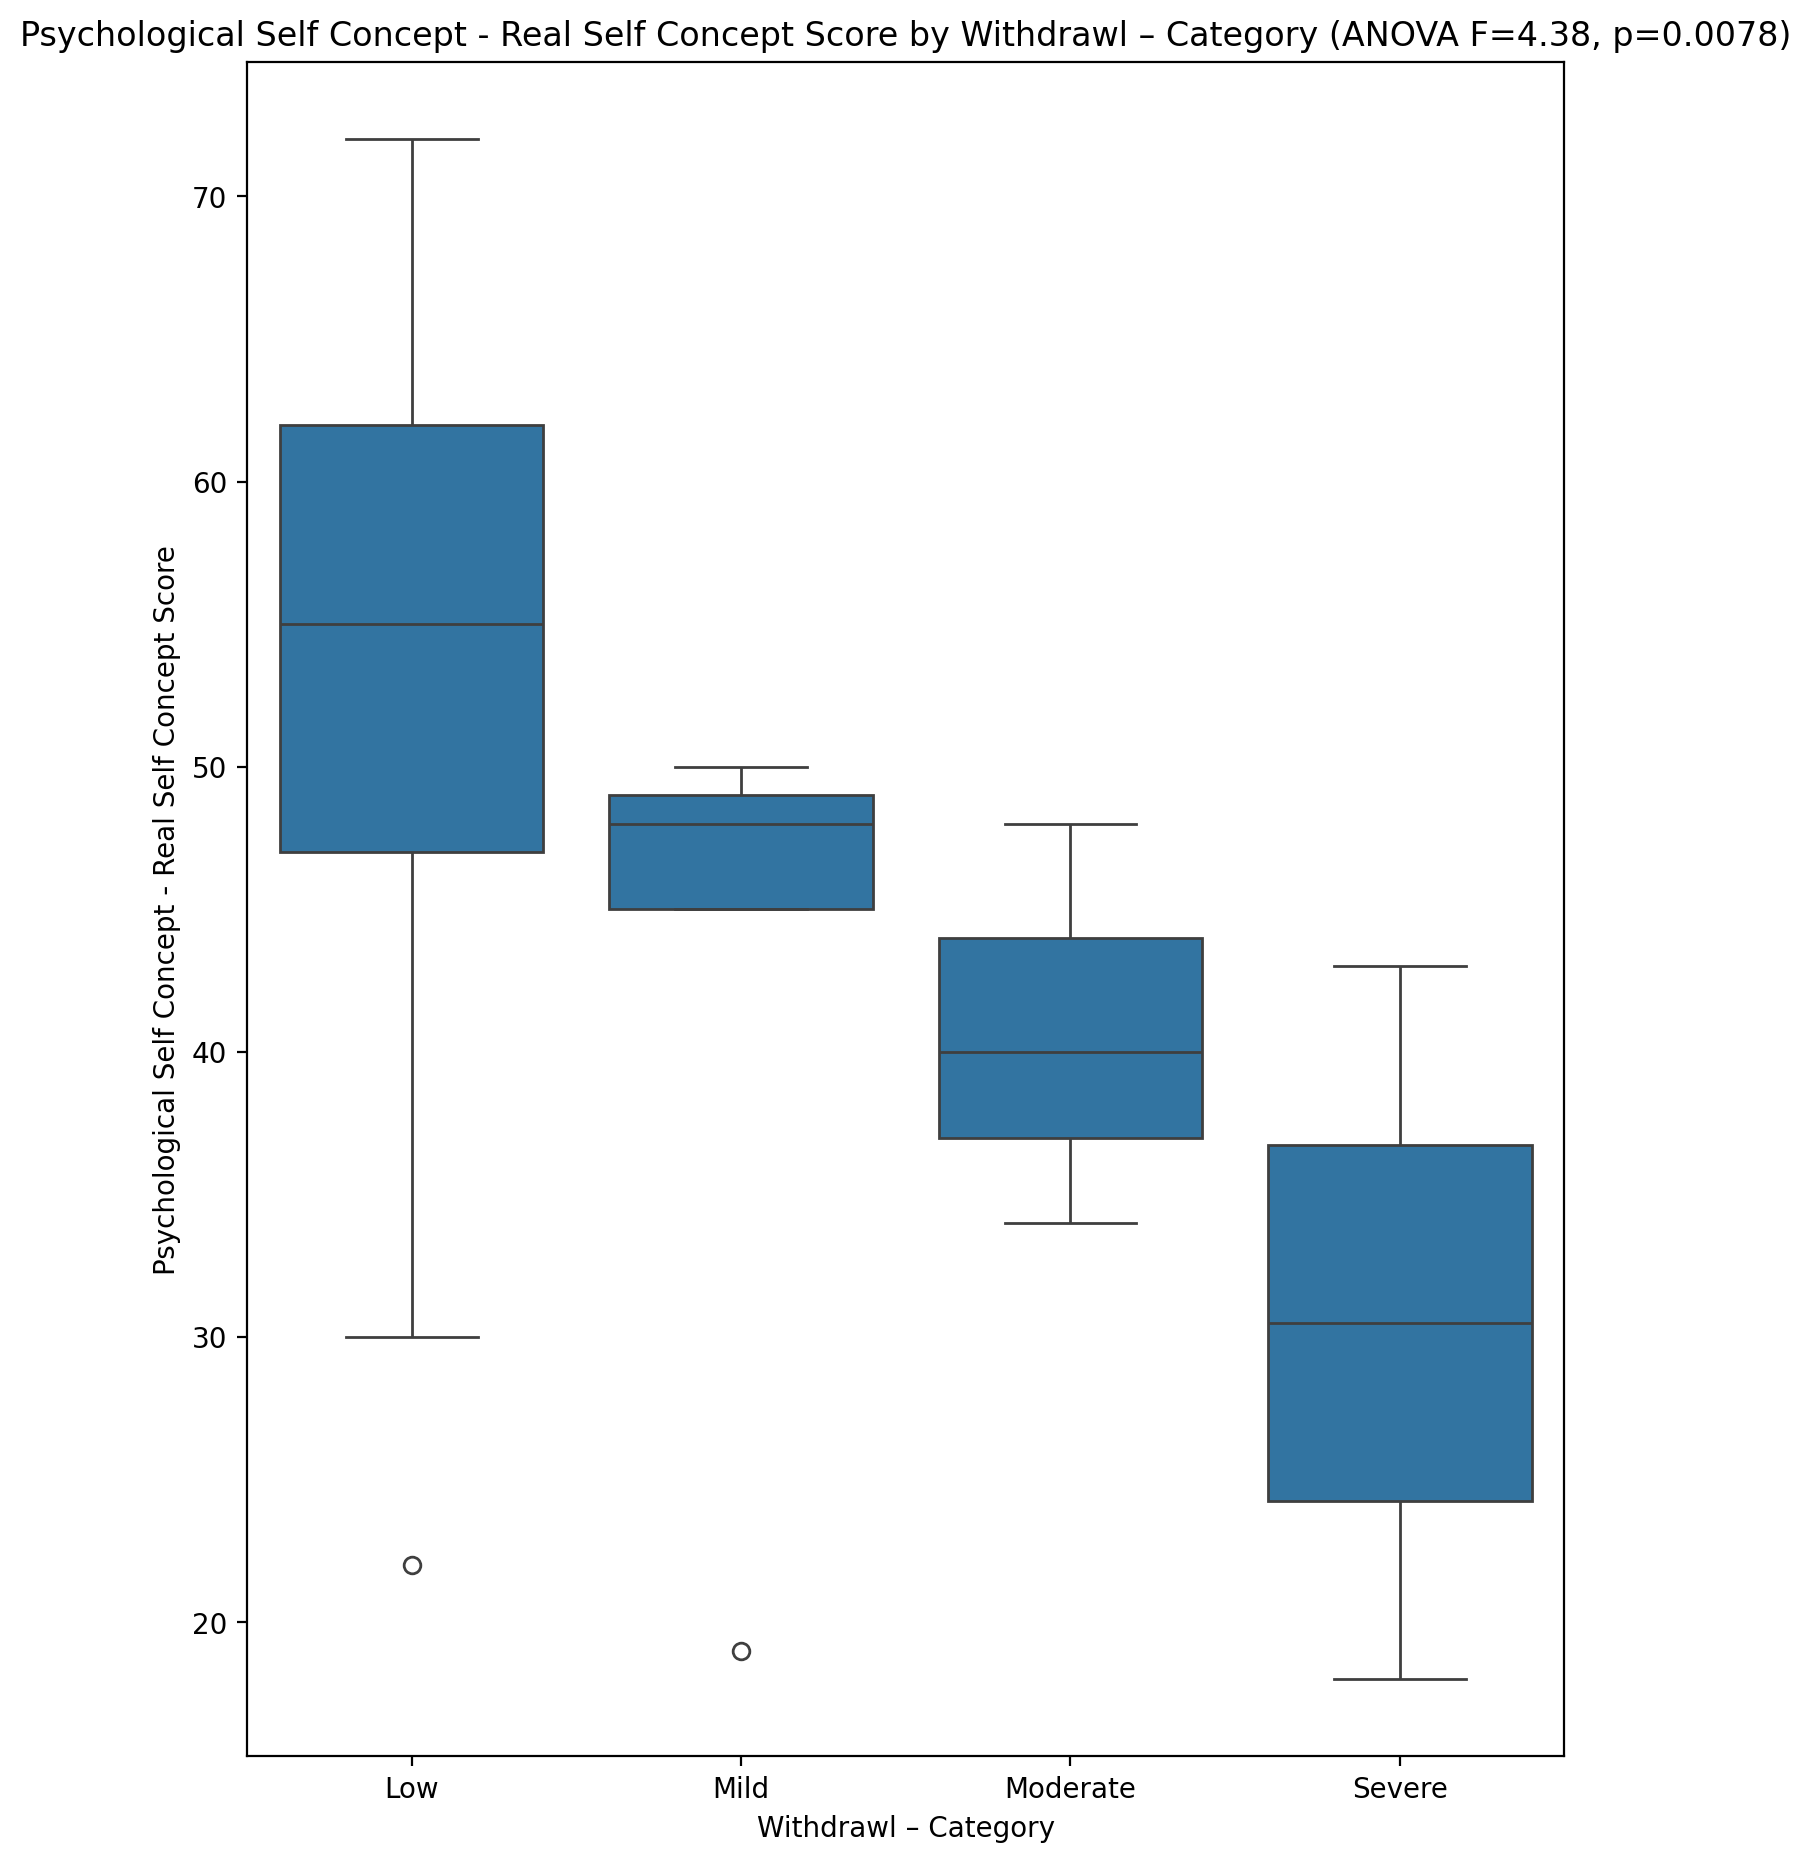 Psychological Self Concept - Real Self Concept Score by Withdrawl – Category (ANOVA F=4.38, p=0.0078)
Psychological Self Concept - Real Self Concept Score
70
60
50
40
30
20
Low
Mild
Moderate
Severe
Withdrawl – Category